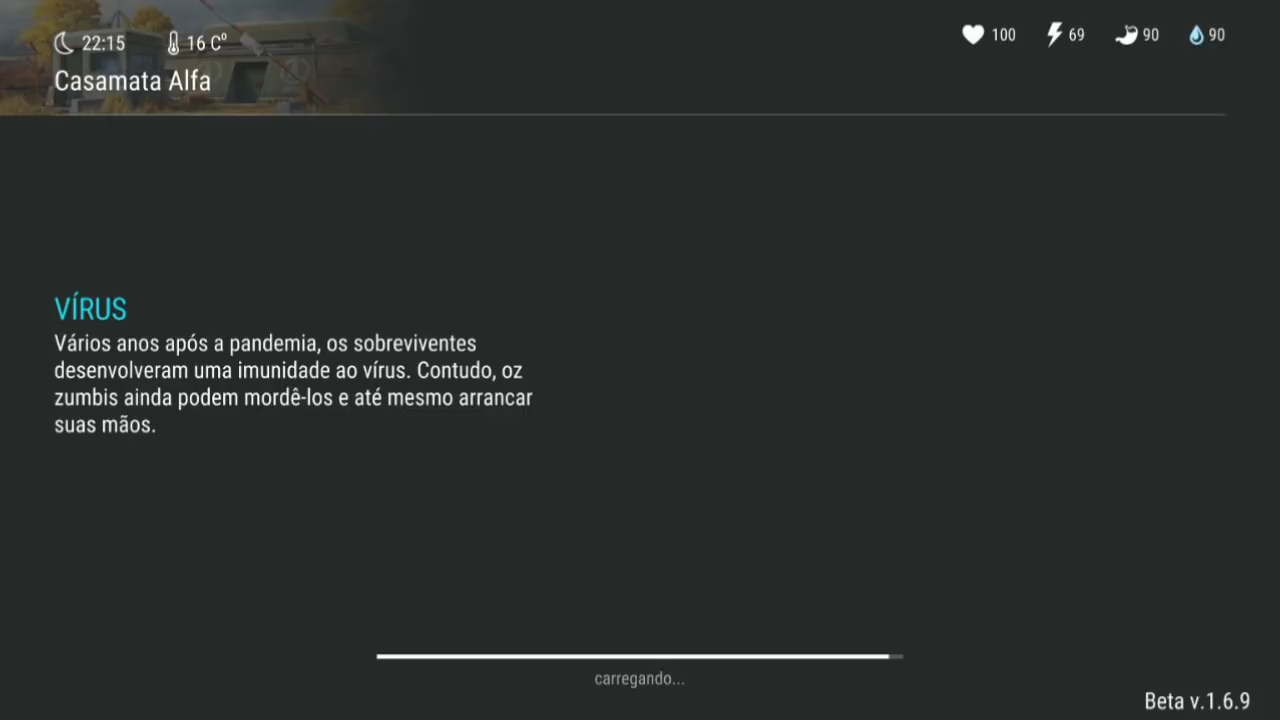 22:15 16 Cº
100 69 90 90
Casamata Alfa
VÍRUS
Vários anos após a pandemia, os sobreviventes
desenvolveram uma imunidade ao vírus. Contudo, oz
zumbis ainda podem mordê-los e até mesmo arrancar
suas mãos.
carregando...
Beta v.1.6.9